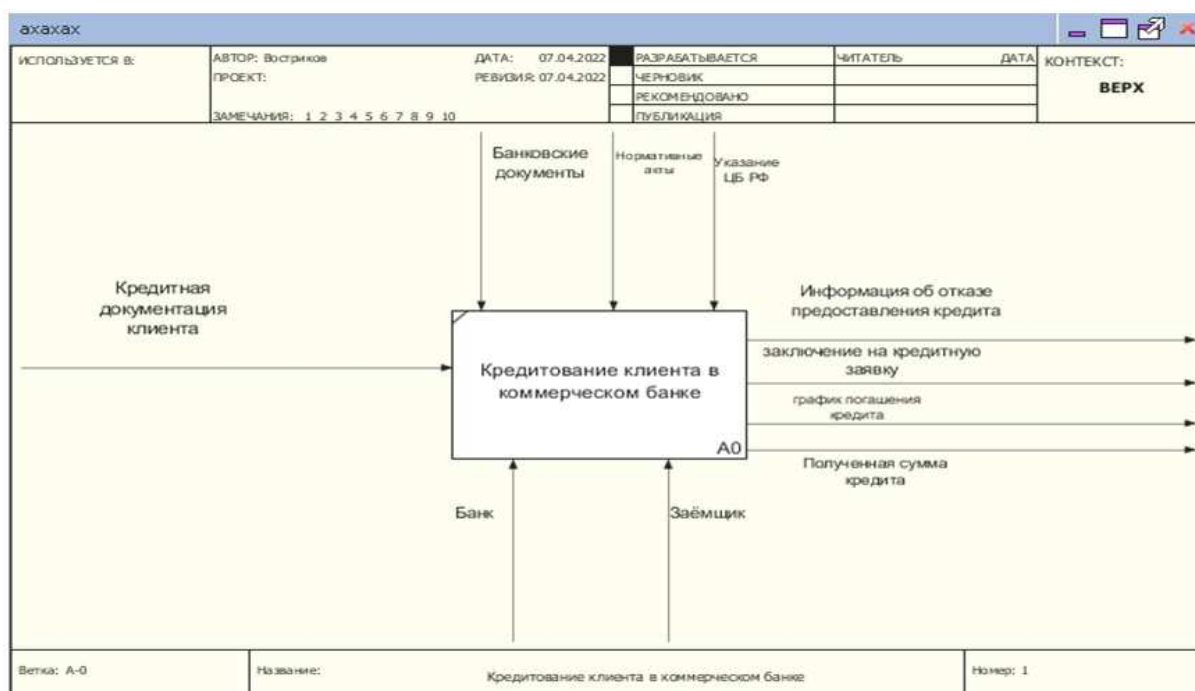 ахахах
ИСПОЛЬЗУЕТСЯ В:
АВТОР: Востриков
ДАТА: 07.04.2022
ПРОЕКТ:
РЕВИЗИЯ: 07.04.2022
ЗАМЕЧАНИЯ: 1 2 3 4 5 6 7 8 9 10
РАЗРАБАТЫВАЕТСЯ
ЧЕРНОВИК
РЕКОМЕНДОВАНО
ПУБЛИКАЦИЯ
ЧИТАТЕЛЬ
ДАТА
КОНТЕКСТ:
ВЕРХ
Банковские
документы
Нормативные
акты
Указание
ЦБ РФ
Кредитная
документация
клиента
Кредитование клиента в
коммерческом банке
A0
Информация об отказе
предоставления кредита
заключение на кредитную
заявку
график погашения
кредита
Полученная сумма
кредита
Банк
Заёмщик
Ветка: A-0
Название:
Кредитование клиента в коммерческом банке
Номер: 1